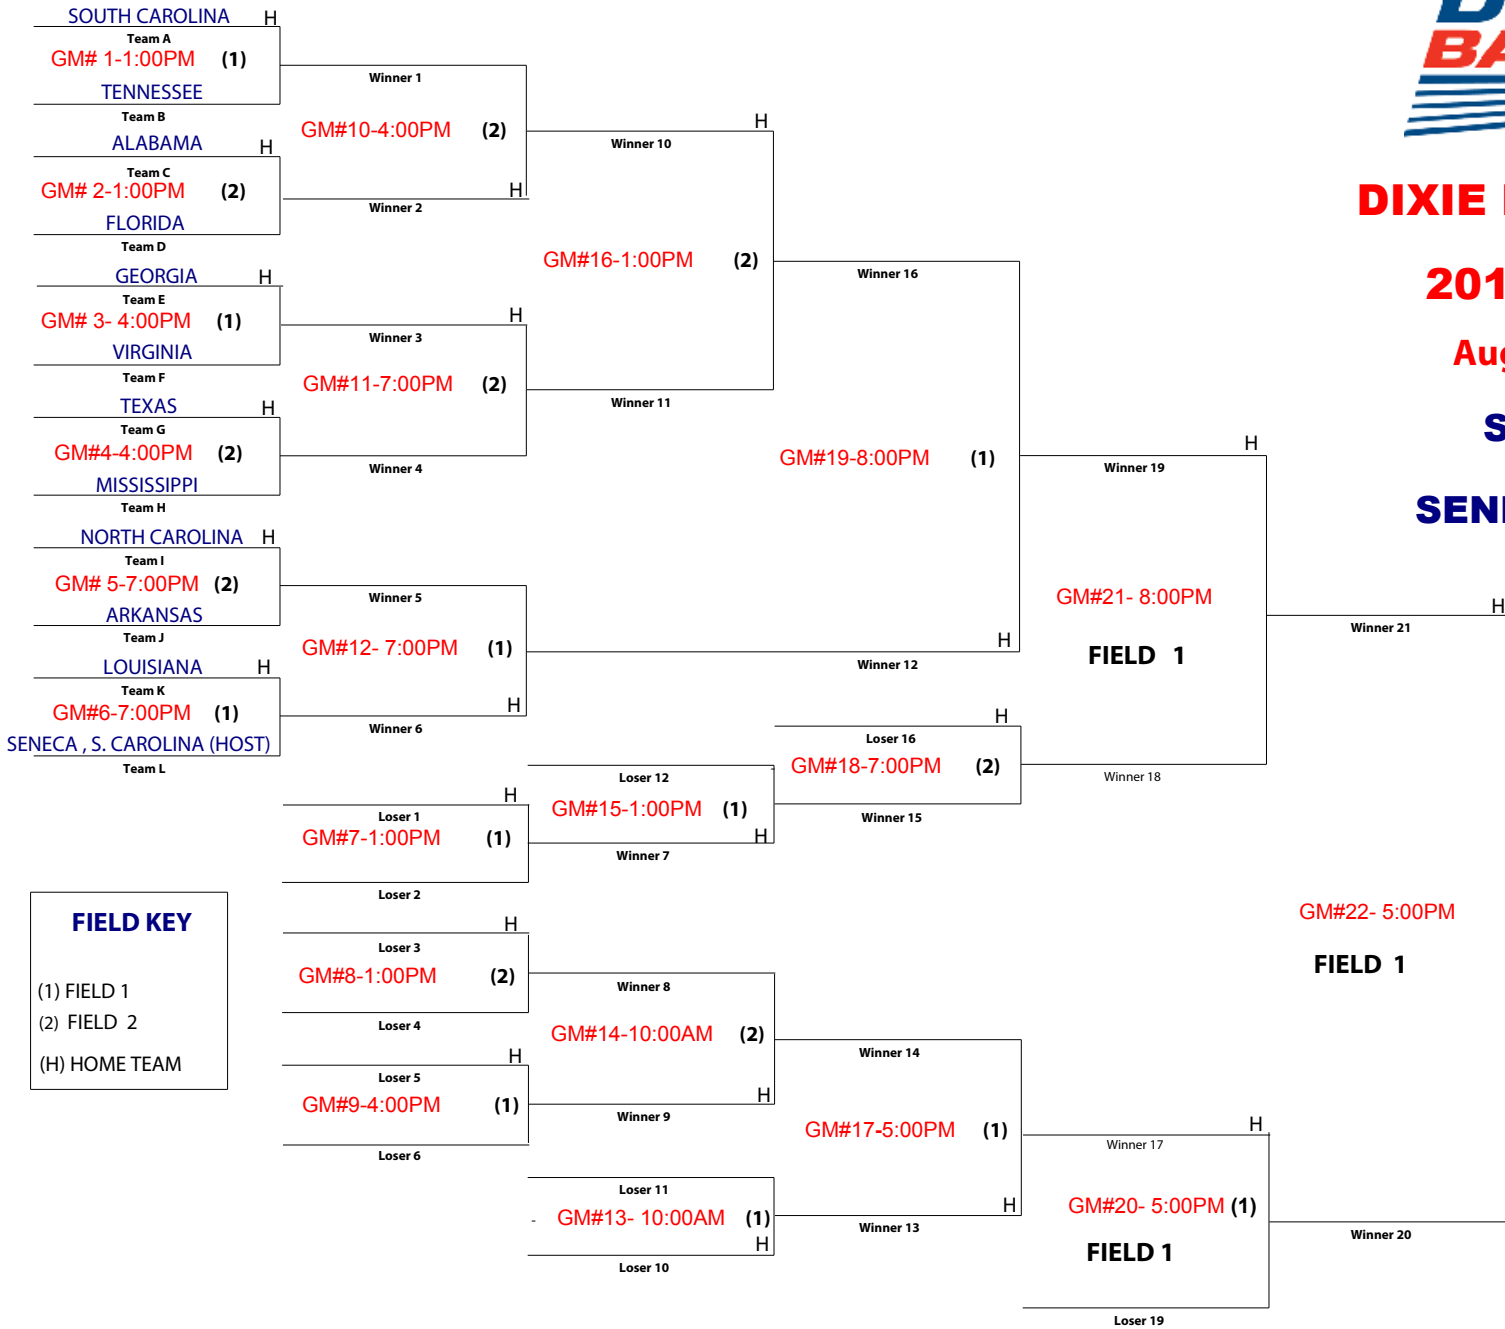 SOUTH CAROLINA H
Team A
GM# 1-1:00PM (1)
TENNESSEE
Team B
ALABAMA H
Team C
GM# 2-1:00PM (2)
FLORIDA
Team D
GEORGIA H
Team E
GM# 3- 4:00PM (1)
VIRGINIA
Team F
TEXAS H
Team G
GM#4-4:00PM (2)
MISSISSIPPI
Team H
NORTH CAROLINA H
Team I
GM# 5-7:00PM (2)
ARKANSAS
Team J
LOUISIANA H
Team K
GM#6-7:00PM (1)
SENECA , S. CAROLINA (HOST)
Team L
Winner 1
GM#10-4:00PM (2)
H
Winner 2
H
Winner 3
GM#11-7:00PM (2)
Winner 4
Winner 5
GM#12- 7:00PM (1)
H
Winner 6
H
Loser 1
GM#7-1:00PM (1)
Loser 2
H
Loser 3
GM#8-1:00PM (2)
Loser 4
H
Loser 5
GM#9-4:00PM (1)
Loser 6
H
Winner 10
GM#16-1:00PM (2)
Winner 11
Loser 12
GM#15-1:00PM (1)
H
Winner 7
Winner 8
GM#14-10:00AM (2)
H
Winner 9
Loser 11
- GM#13- 10:00AM (1)
H
Loser 10
Winner 16
GM#19-8:00PM (1)
H
Winner 12
H
Loser 16
GM#18-7:00PM (2)
Winner 15
Winner 14
GM#17-5:00PM (1)
H
Winner 13
H
Winner 19
GM#21- 8:00PM
FIELD 1
Winner 18
H
Winner 17
GM#20- 5:00PM (1)
FIELD 1
Loser 19
H
Winner 21
GM#22- 5:00PM
FIELD 1
Winner 20
FIELD KEY
(1) FIELD 1
(2) FIELD 2
(H) HOME TEAM
BA
DIXIE
201
Aug
S
SEN